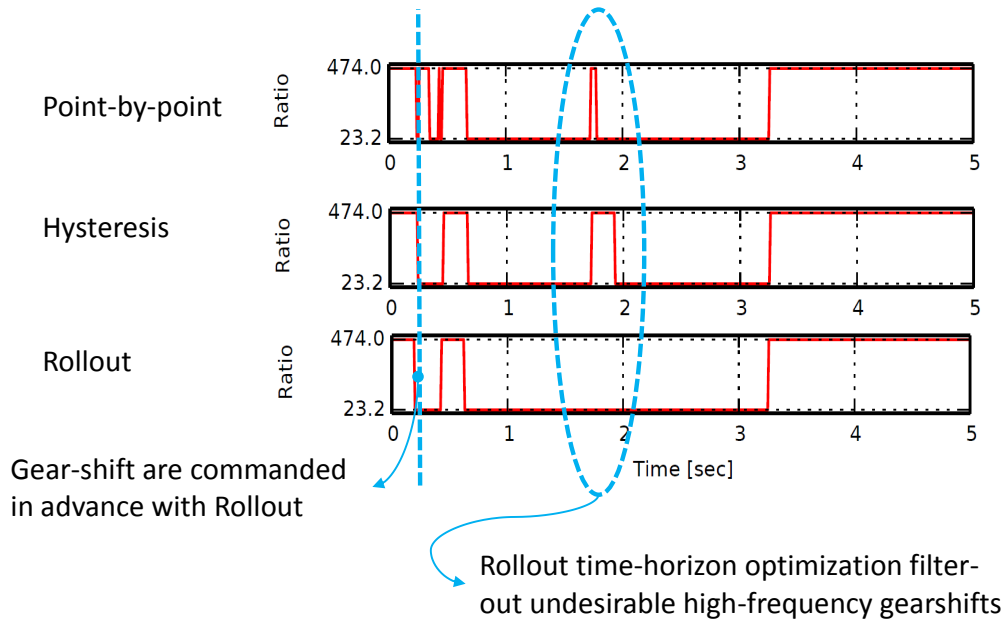 Point-by-point
Ratio
474.0
23.2
0 1 2 3 4 5
Hysteresis
Ratio
474.0
23.2
0 1 2 3 4 5
Rollout
Ratio
474.0
23.2
0 1 2 3 4 5
Time [sec]
Gear-shift are commanded
in advance with Rollout
Rollout time-horizon optimization filter-
out undesirable high-frequency gearshifts